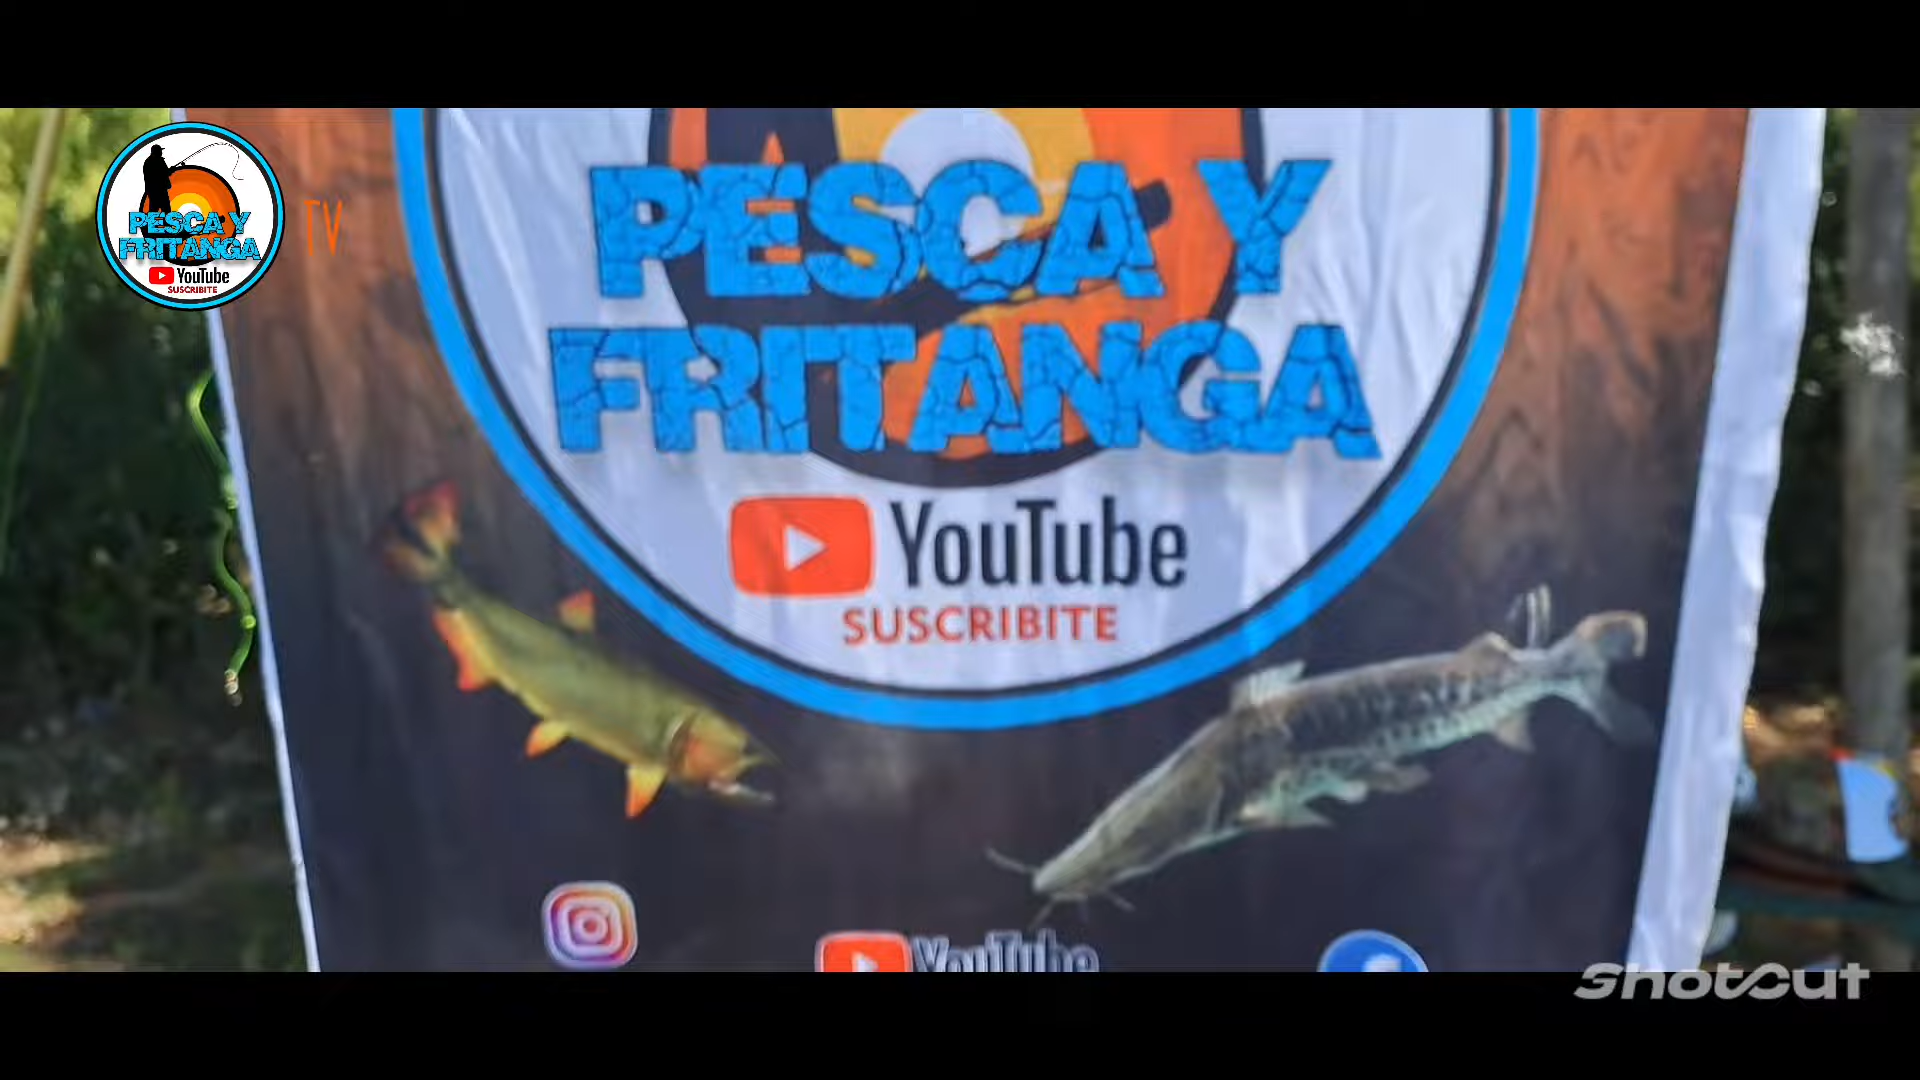 PESCA Y
FRITANGA
YouTube
SUSCRIBITE
TV
PESCA Y
FRITANGA
YouTube
SUSCRIBITE
YouTube
ShotCut